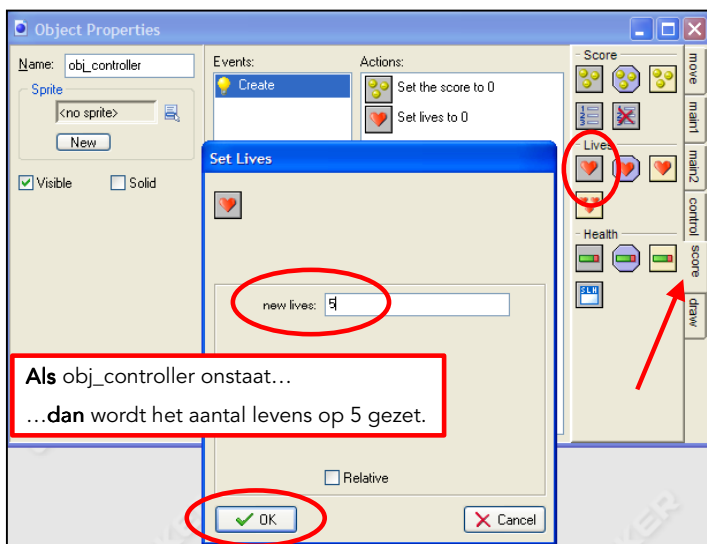 Object Properties
Name: obj_controller
Sprite
<no sprite>
New
Visible Solid
Events:
Create
Actions:
Set the score to 0
Set lives to 0
Score
Lives
Health
move
main1
main2
control
score
draw
Set Lives
new lives: 5
Relative
OK Cancel
Als obj_controller onstaat…
…dan wordt het aantal levens op 5 gezet.